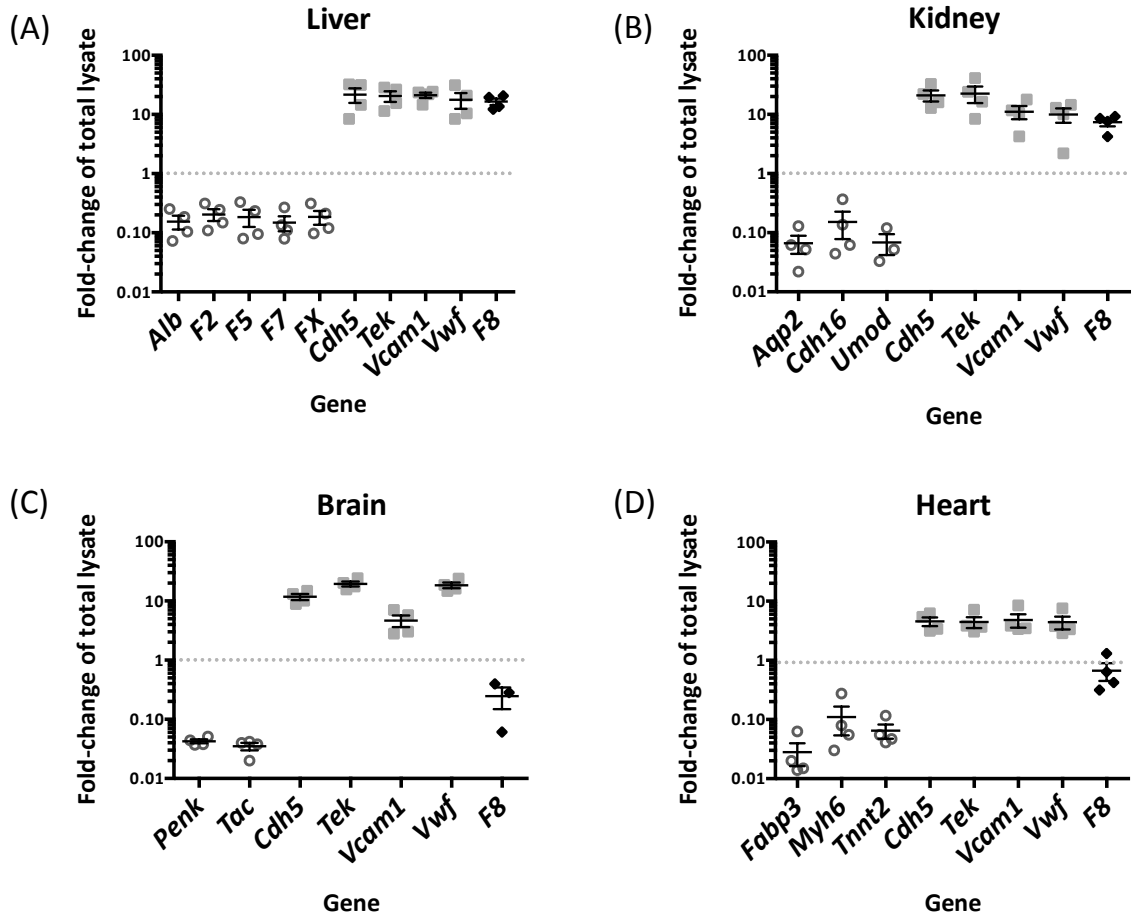 (A)
Liver
Fold-change of total lysate
100
10
1
0.10
0.01
Alb
F2
F5
F7
FX
Cdh5
Tek
Vcam1
Vwf
F8
Gene
(B)
Kidney
Fold-change of total lysate
100
10
1
0.10
0.01
Aqp2
Cdh16
Umod
Cdh5
Tek
Vcam1
Vwf
F8
Gene
(C)
Brain
Fold-change of total lysate
100
10
1
0.10
0.01
Penk
Tac
Cdh5
Tek
Vcam1
Vwf
F8
Gene
(D)
Heart
Fold-change of total lysate
100
10
1
0.10
0.01
Fabp3
Myh6
Tnnt2
Cdh5
Tek
Vcam1
Vwf
F8
Gene